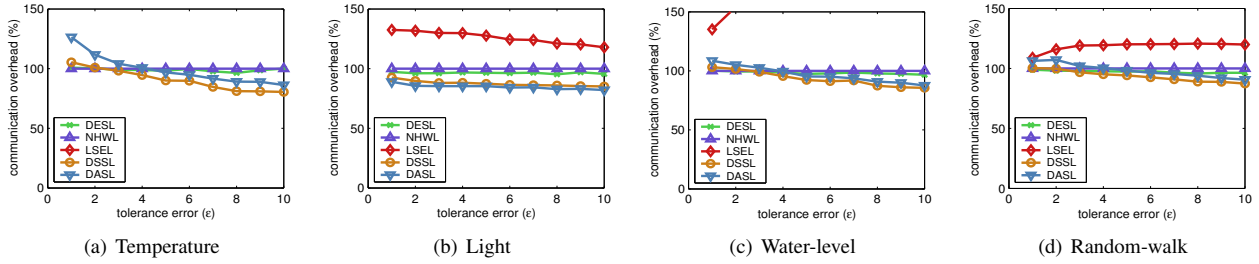 communication overhead (%)
150
100
50
0
DESL
NHWL
LSEL
DSSL
DASL
0 2 4 6 8 10
tolerance error (ε)
(a) Temperature
communication overhead (%)
150
100
50
0
DESL
NHWL
LSEL
DSSL
DASL
0 2 4 6 8 10
tolerance error (ε)
(b) Light
communication overhead (%)
150
100
50
0
DESL
NHWL
LSEL
DSSL
DASL
0 2 4 6 8 10
tolerance error (ε)
(c) Water-level
communication overhead (%)
150
100
50
0
DESL
NHWL
LSEL
DSSL
DASL
0 2 4 6 8 10
tolerance error (ε)
(d) Random-walk